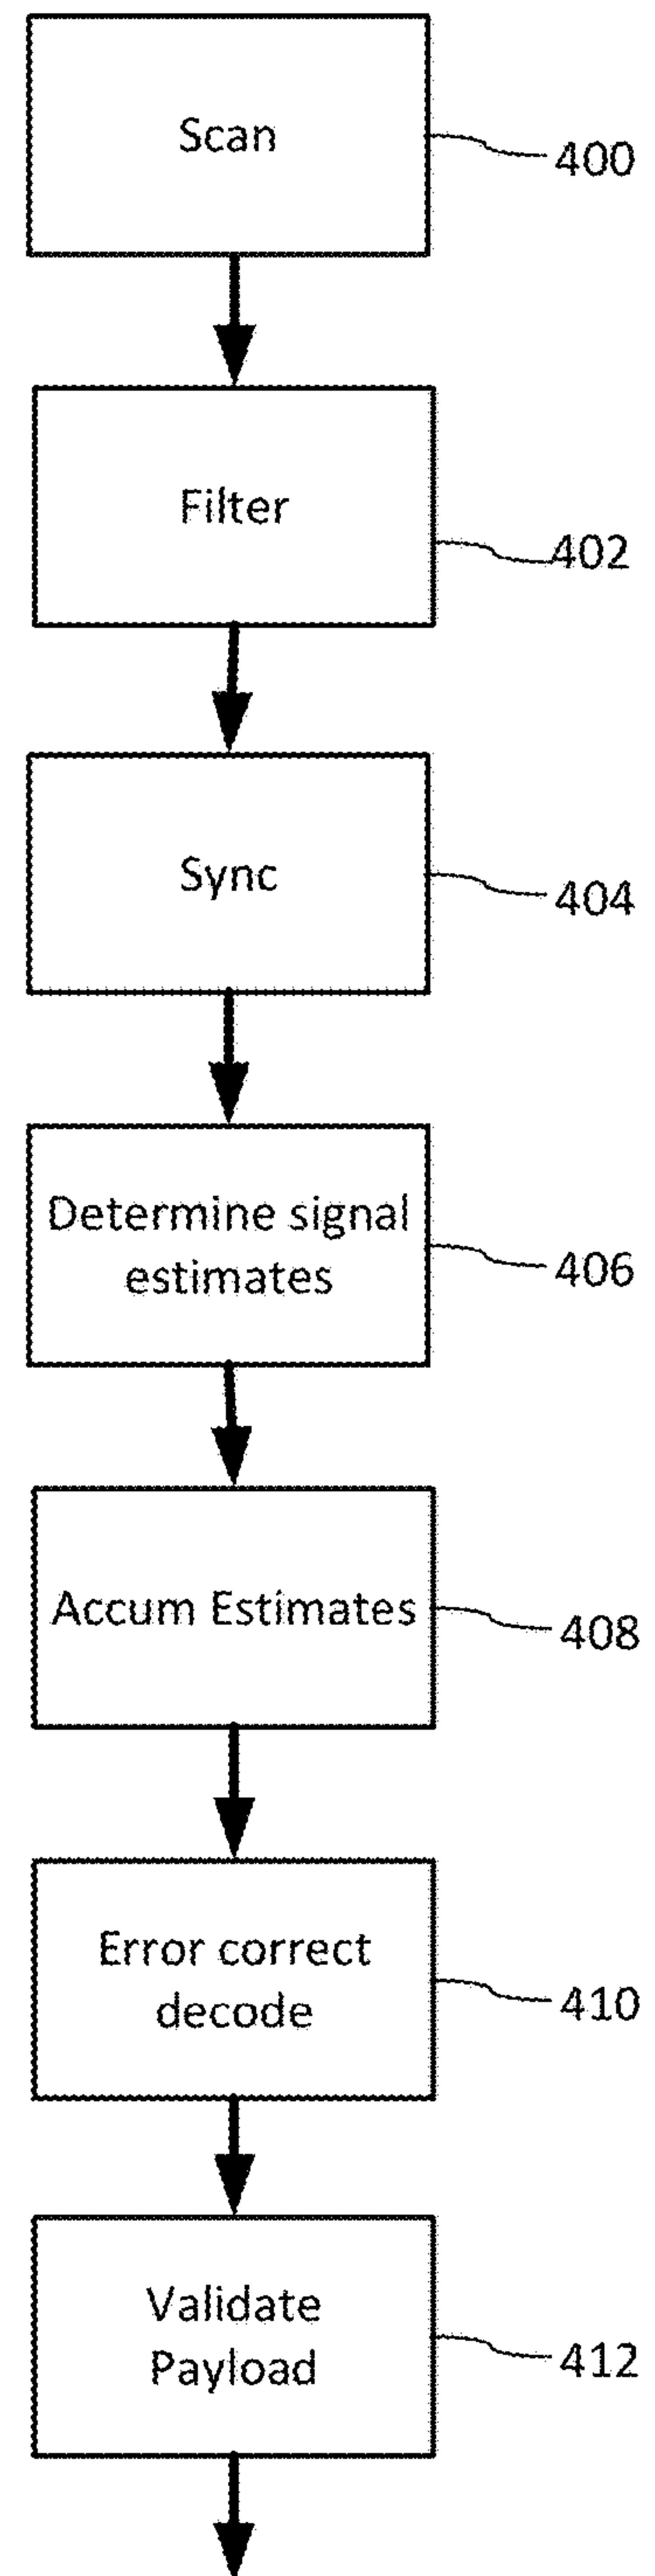 Scan
400
Filter
402
Sync
404
Determine signal
estimates
406
Accum Estimates
408
Error correct
decode
410
Validate
Payload
412